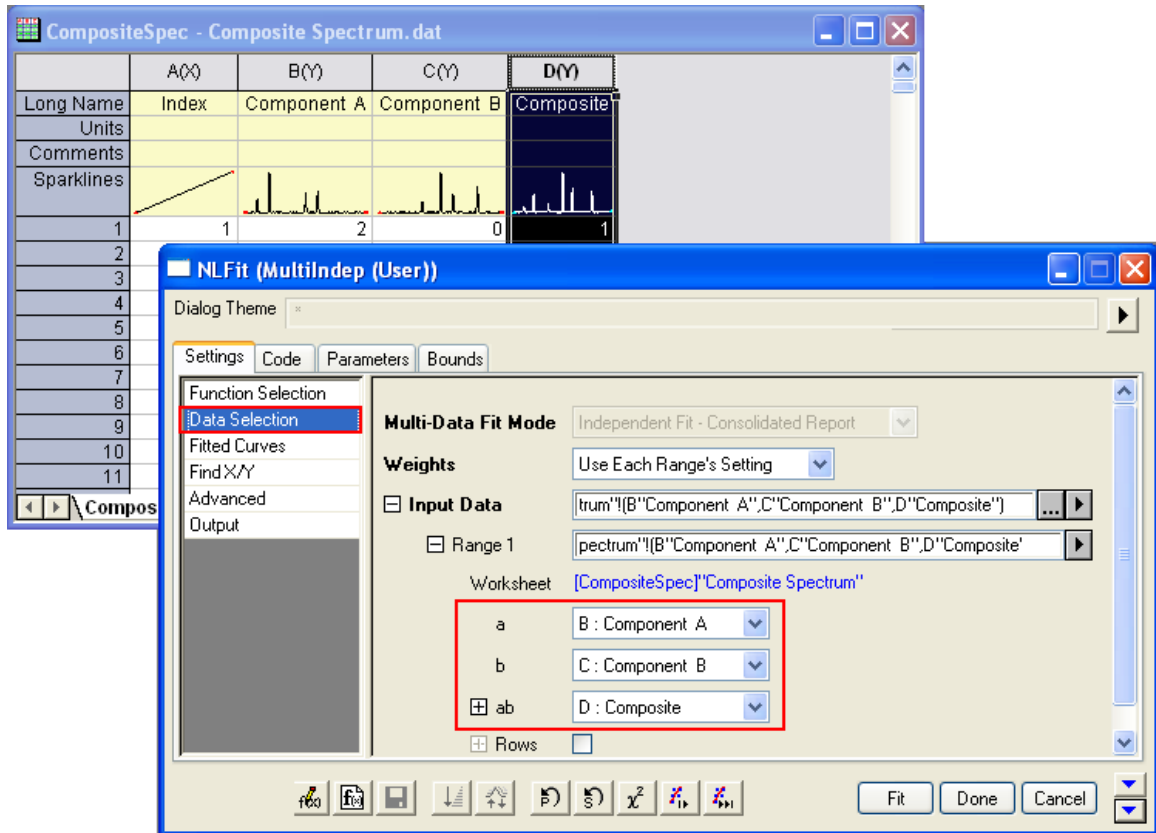 CompositeSpec - Composite Spectrum.dat
A(X) B(Y) C(Y) D(Y)
Long Name Index Component A Component B Composite
Units
Comments
Sparklines
1 1 2 0 1
2
3
4
5
6
7
8
9
10
11
Compos
NLFit (MultiIndep (User))
Dialog Theme *
Settings Code Parameters Bounds
Function Selection
Data Selection
Fitted Curves
Find X/Y
Advanced
Output
Multi-Data Fit Mode Independent Fit - Consolidated Report
Weights Use Each Range's Setting
Input Data trum"!(B"Component A",C"Component B",D"Composite") ...
Range 1 pectrum"!(B"Component A",C"Component B",D"Composite'
Worksheet [CompositeSpec]"Composite Spectrum"
a B : Component A
b C : Component B
ab D : Composite
Rows
Fit Done Cancel